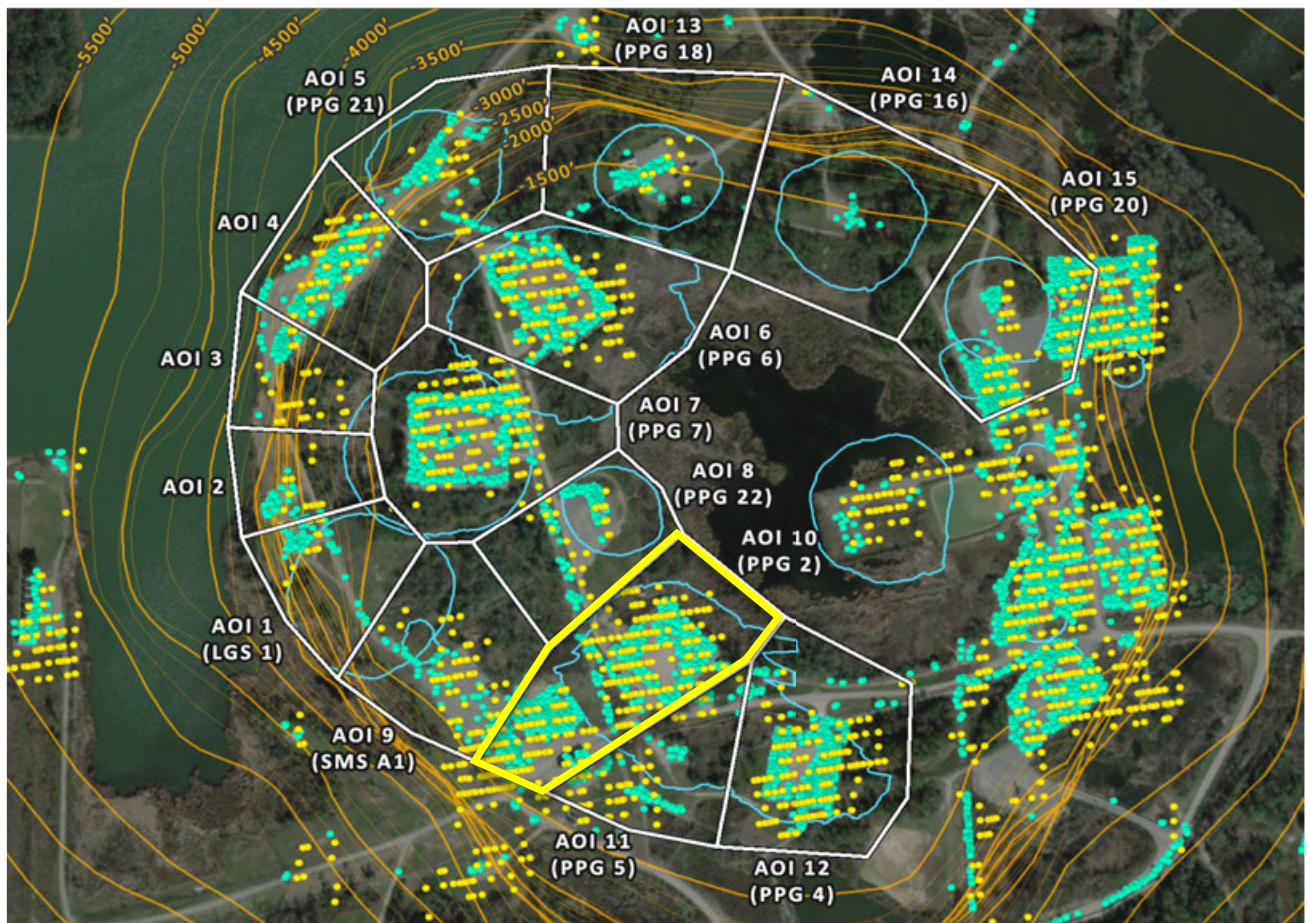 -5500'
-5000'
-4500'
-4000'
-3500'
-3000'
-2500'
-2000'
-1500'
AOI 13
(PPG 18)
AOI 5
(PPG 21)
AOI 14
(PPG 16)
AOI 15
(PPG 20)
AOI 4
AOI 3
AOI 6
(PPG 6)
AOI 7
(PPG 7)
AOI 2
AOI 8
(PPG 22)
AOI 10
(PPG 2)
AOI 1
(LGS 1)
AOI 9
(SMS A1)
AOI 11
(PPG 5)
AOI 12
(PPG 4)